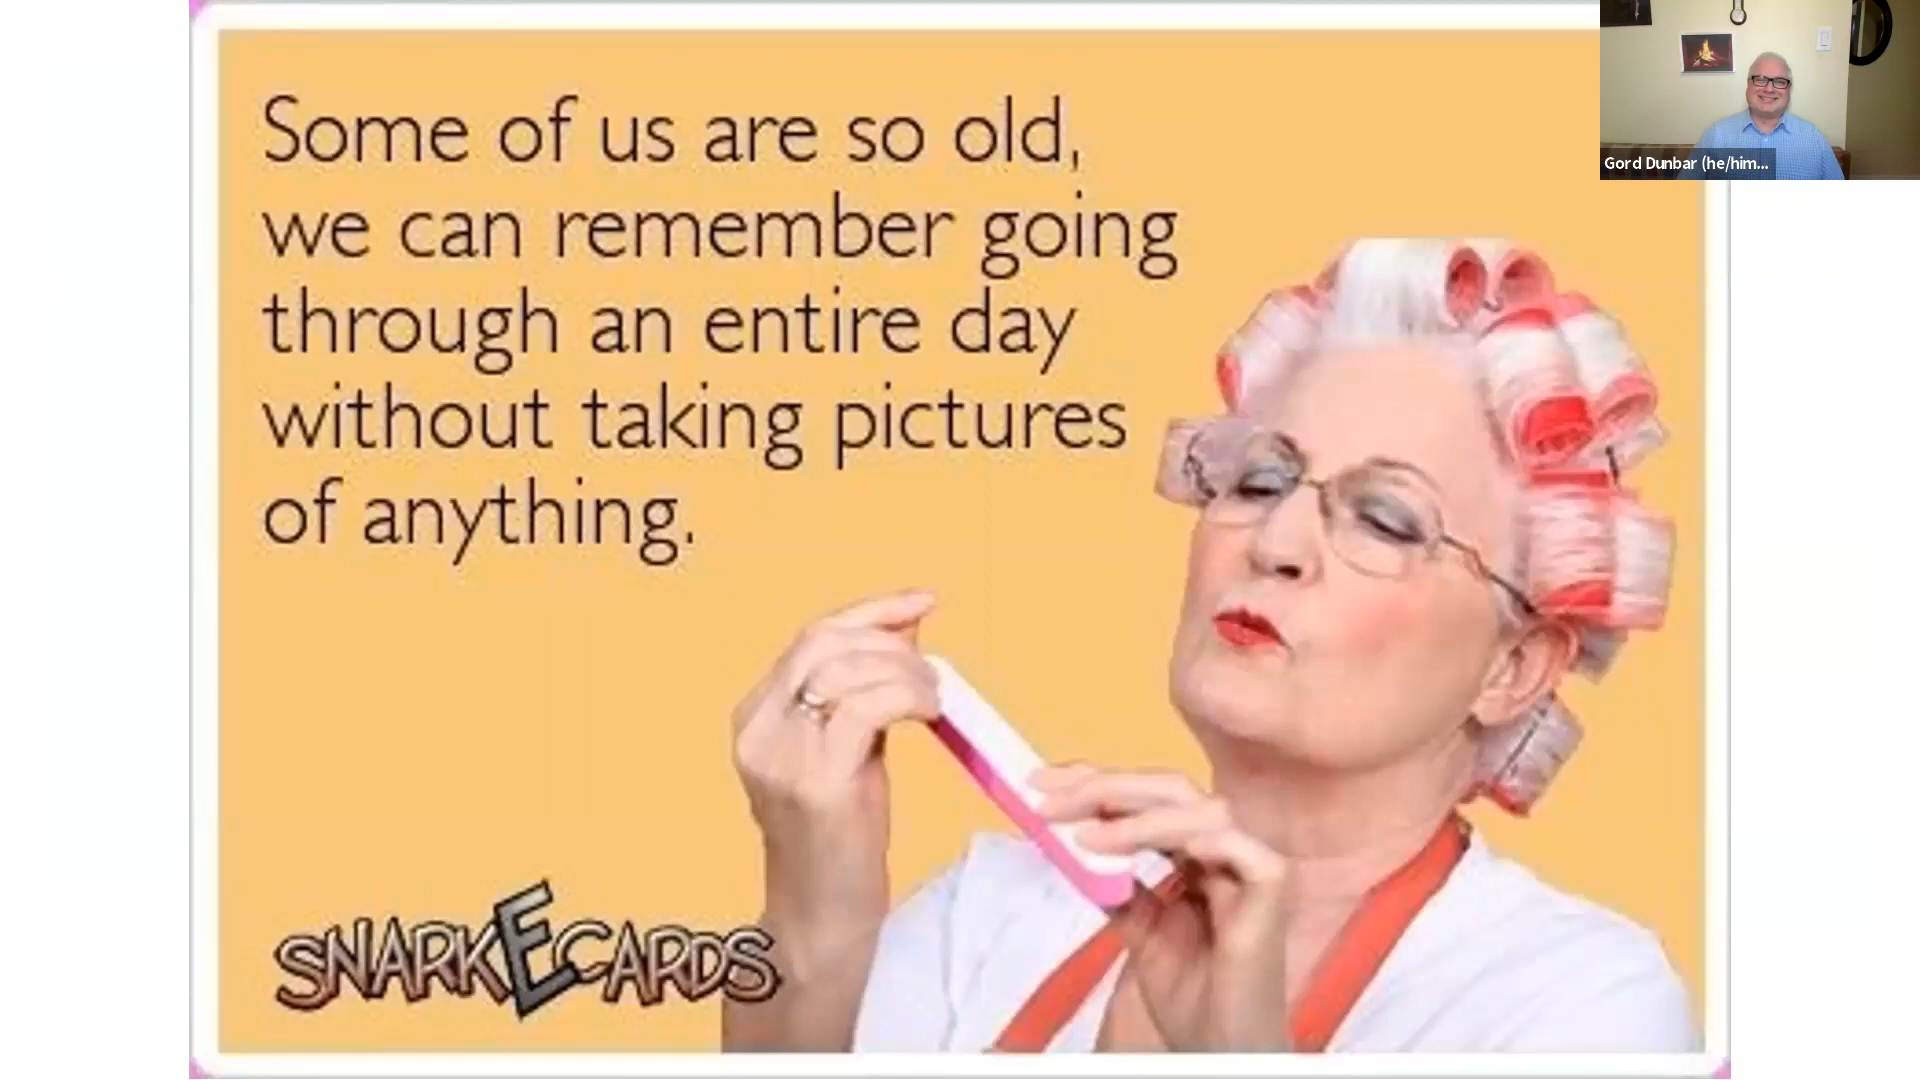 Some of us are so old,
we can remember going
through an entire day
without taking pictures
of anything.
SNARKECARDS
Gord Dunbar (he/him...